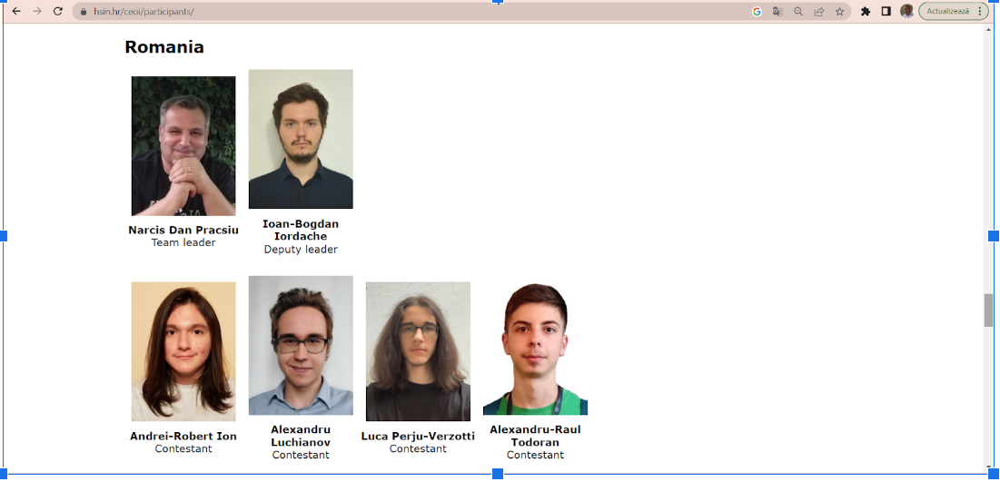 hsin.hr/ceoi/participants/
Actualizează
Romania
Narcis Dan Pracsiu
Team leader
Ioan-Bogdan
Iordache
Deputy leader
Andrei-Robert Ion
Contestant
Alexandru
Luchianov
Contestant
Luca Perju-Verzotti
Contestant
Alexandru-Raul
Todoran
Contestant